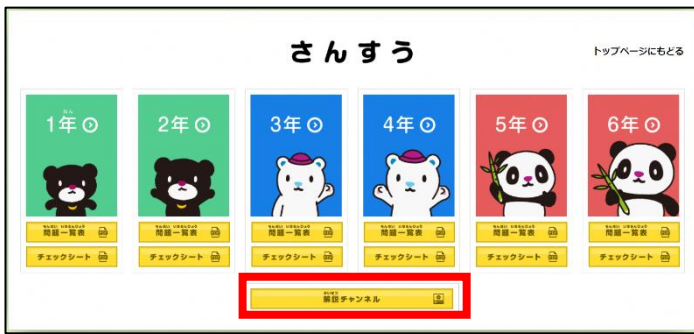 さんすう
トップページにもどる
1年
2年
3年
4年
5年
6年
問題一覧表
問題一覧表
問題一覧表
問題一覧表
問題一覧表
問題一覧表
チェックシート
チェックシート
チェックシート
チェックシート
チェックシート
チェックシート
解説チャンネル